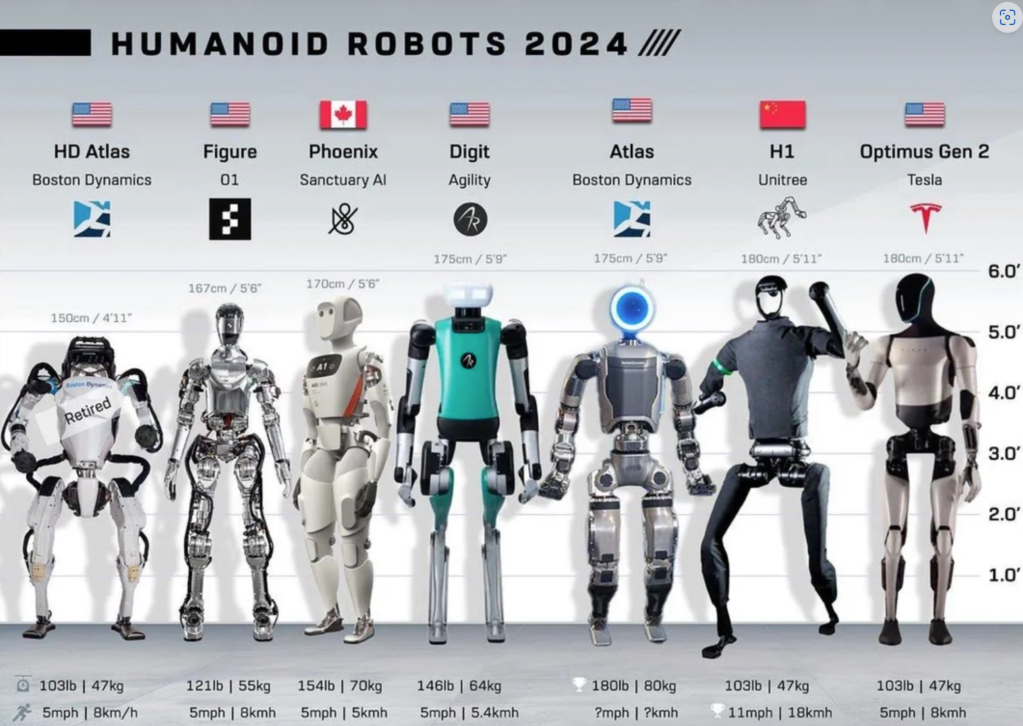 HUMANOID ROBOTS 2024
HD Atlas
Boston Dynamics
Figure
01
Phoenix
Sanctuary AI
Digit
Agility
Atlas
Boston Dynamics
H1
Unitree
Optimus Gen 2
Tesla
150cm / 4'11"
167cm / 5'6"
170cm / 5'6"
175cm / 5'9"
175cm / 5'9"
180cm / 5'11"
180cm / 5'11"
6.0'
5.0'
4.0'
3.0'
2.0'
1.0'
Boston Dynamics
Retired
A1
AR
103lb | 47kg
121lb | 55kg
154lb | 70kg
146lb | 64kg
180lb | 80kg
103lb | 47kg
103lb | 47kg
5mph | 8km/h
5mph | 8kmh
5mph | 5kmh
5mph | 5.4kmh
?mph | ?kmh
11mph | 18kmh
5mph | 8kmh